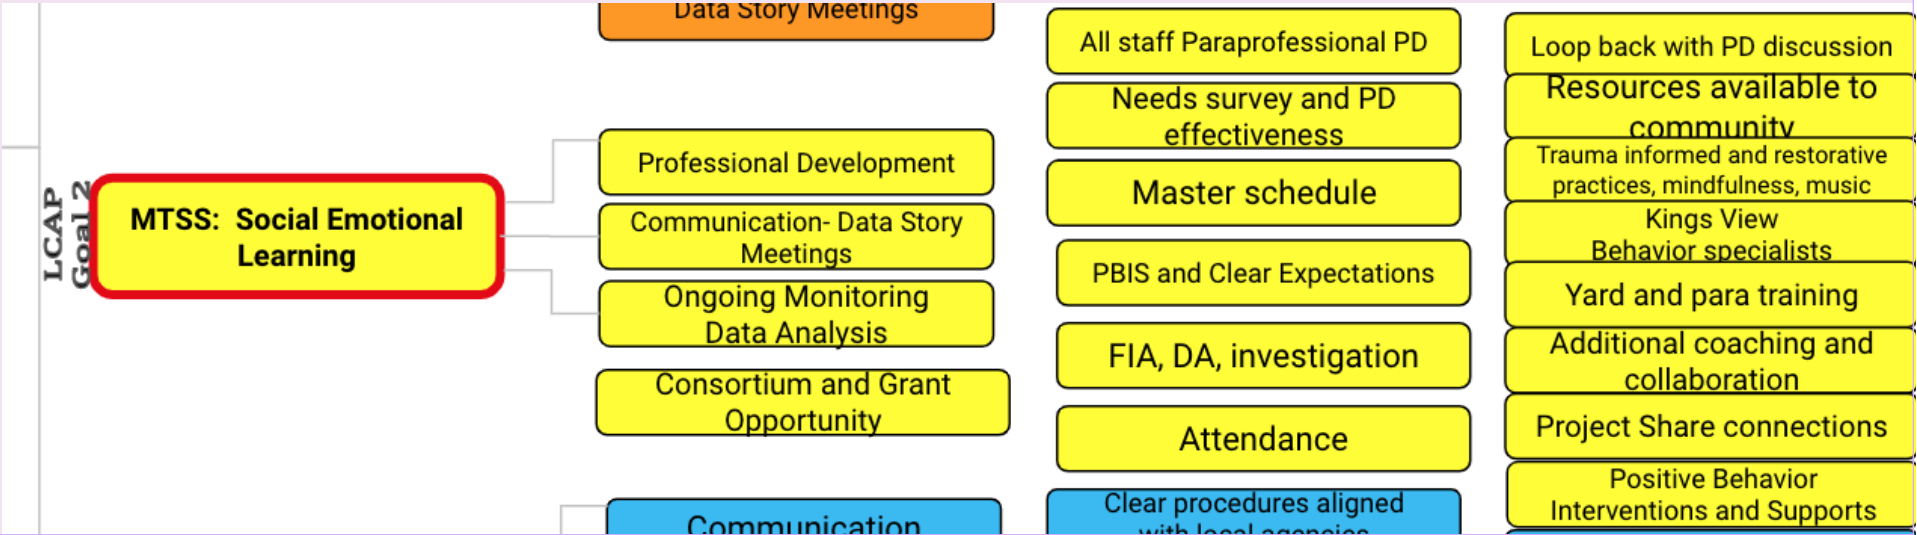 LCAP
Goal 2
MTSS:  Social Emotional
Learning
Data Story Meetings
Professional Development
Communication- Data Story
Meetings
Ongoing Monitoring
Data Analysis
Consortium and Grant
Opportunity
Communication
All staff Paraprofessional PD
Needs survey and PD
effectiveness
Master schedule
PBIS and Clear Expectations
FIA, DA, investigation
Attendance
Clear procedures aligned
with local agencies
Loop back with PD discussion
Resources available to
community
Trauma informed and restorative
practices, mindfulness, music
Kings View
Behavior specialists
Yard and para training
Additional coaching and
collaboration
Project Share connections
Positive Behavior
Interventions and Supports